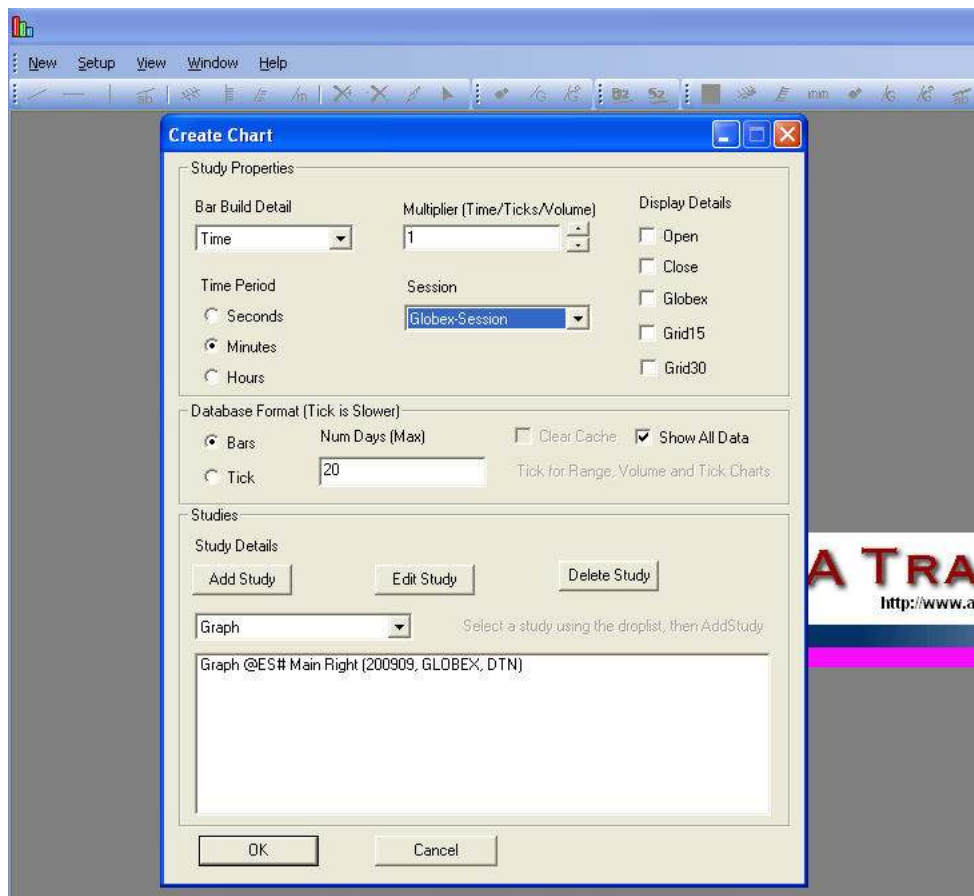 New Setup View Window Help
Create Chart
Study Properties
Bar Build Detail
Time
Multiplier (Time/Ticks/Volume)
1
Display Details
Open
Close
Globex
Grid15
Grid30
Time Period
Seconds
Minutes
Hours
Session
Globex-Session
Database Format (Tick is Slower)
Bars
Tick
Num Days (Max)
20
Clear Cache
Show All Data
Tick for Range, Volume and Tick Charts
Studies
Study Details
Add Study
Edit Study
Delete Study
Graph
Select a study using the droplist, then AddStudy
Graph @ES# Main Right (200909, GLOBEX, DTN)
OK
Cancel
A TRA
http://www.a